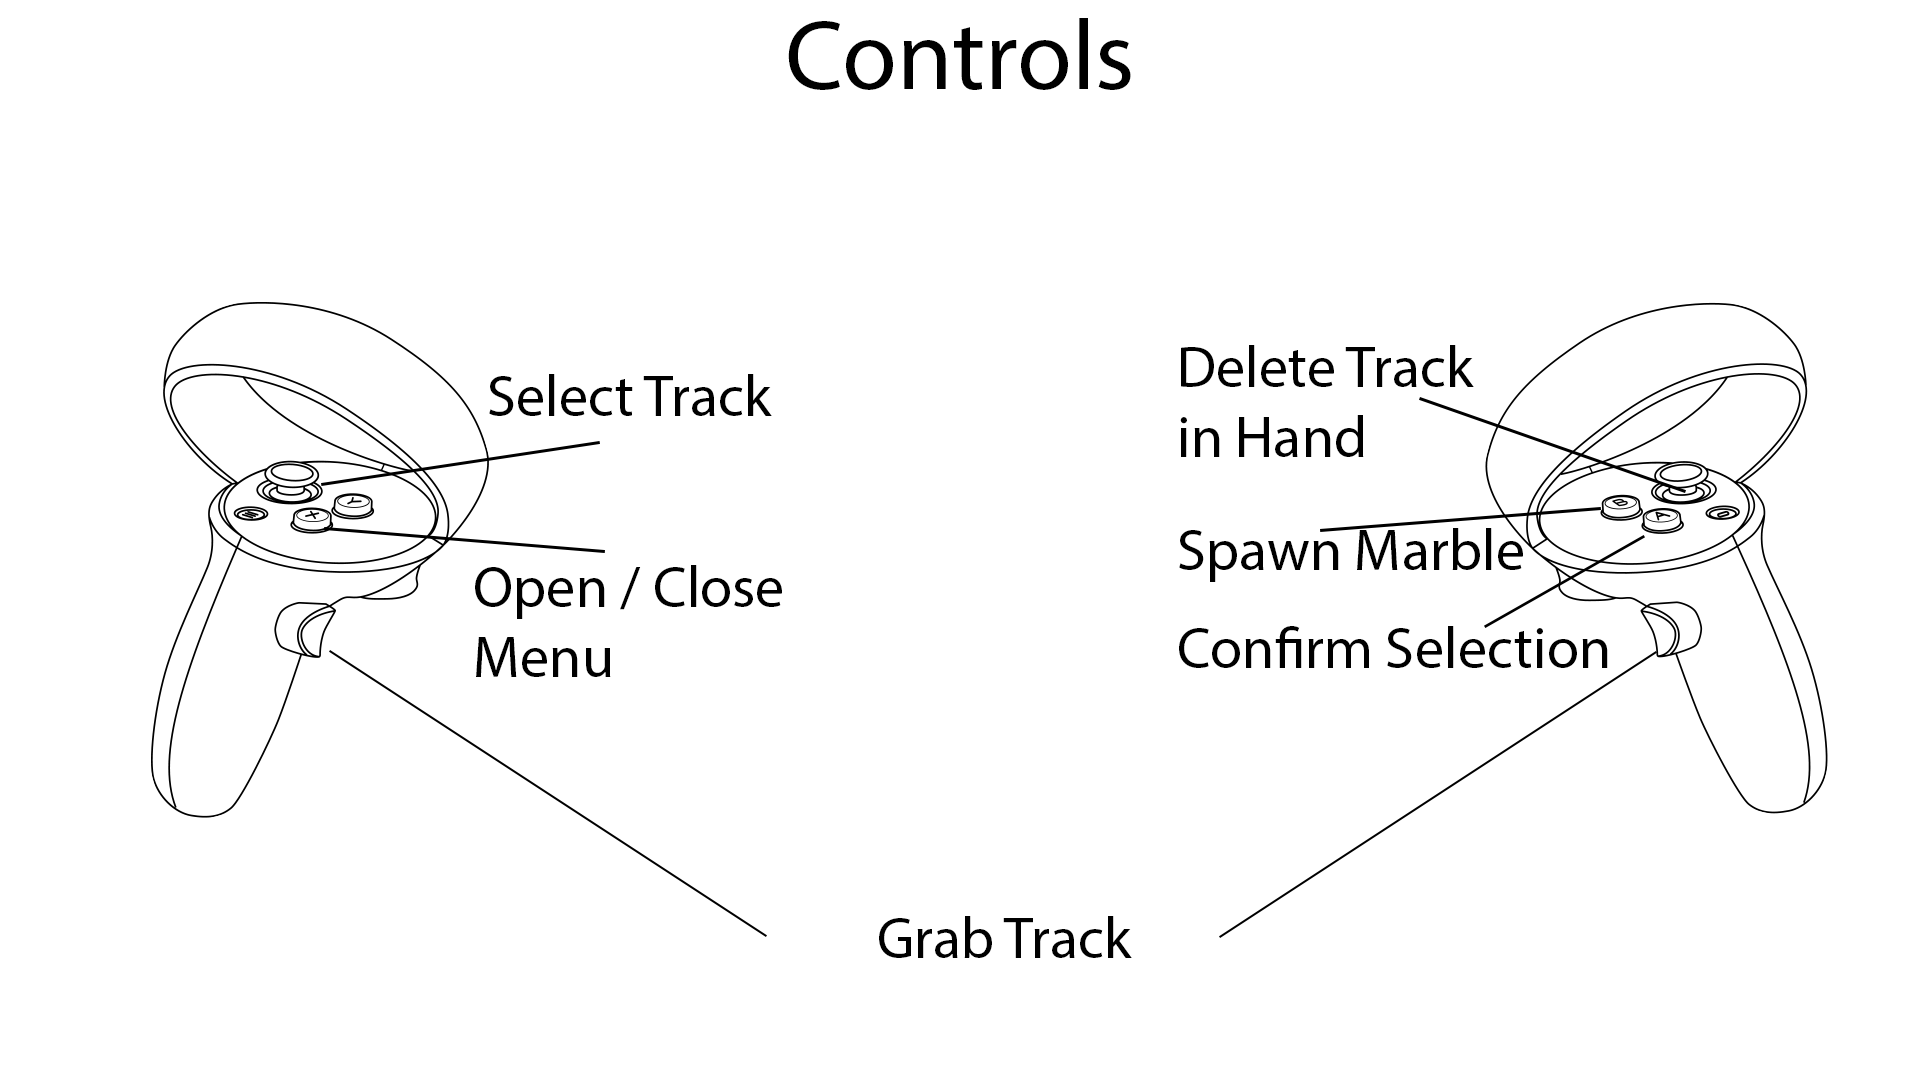 Controls
Select Track
Open / Close
Menu
Y
X
Delete Track
in Hand
Spawn Marble
Confirm Selection
B
A
Grab Track